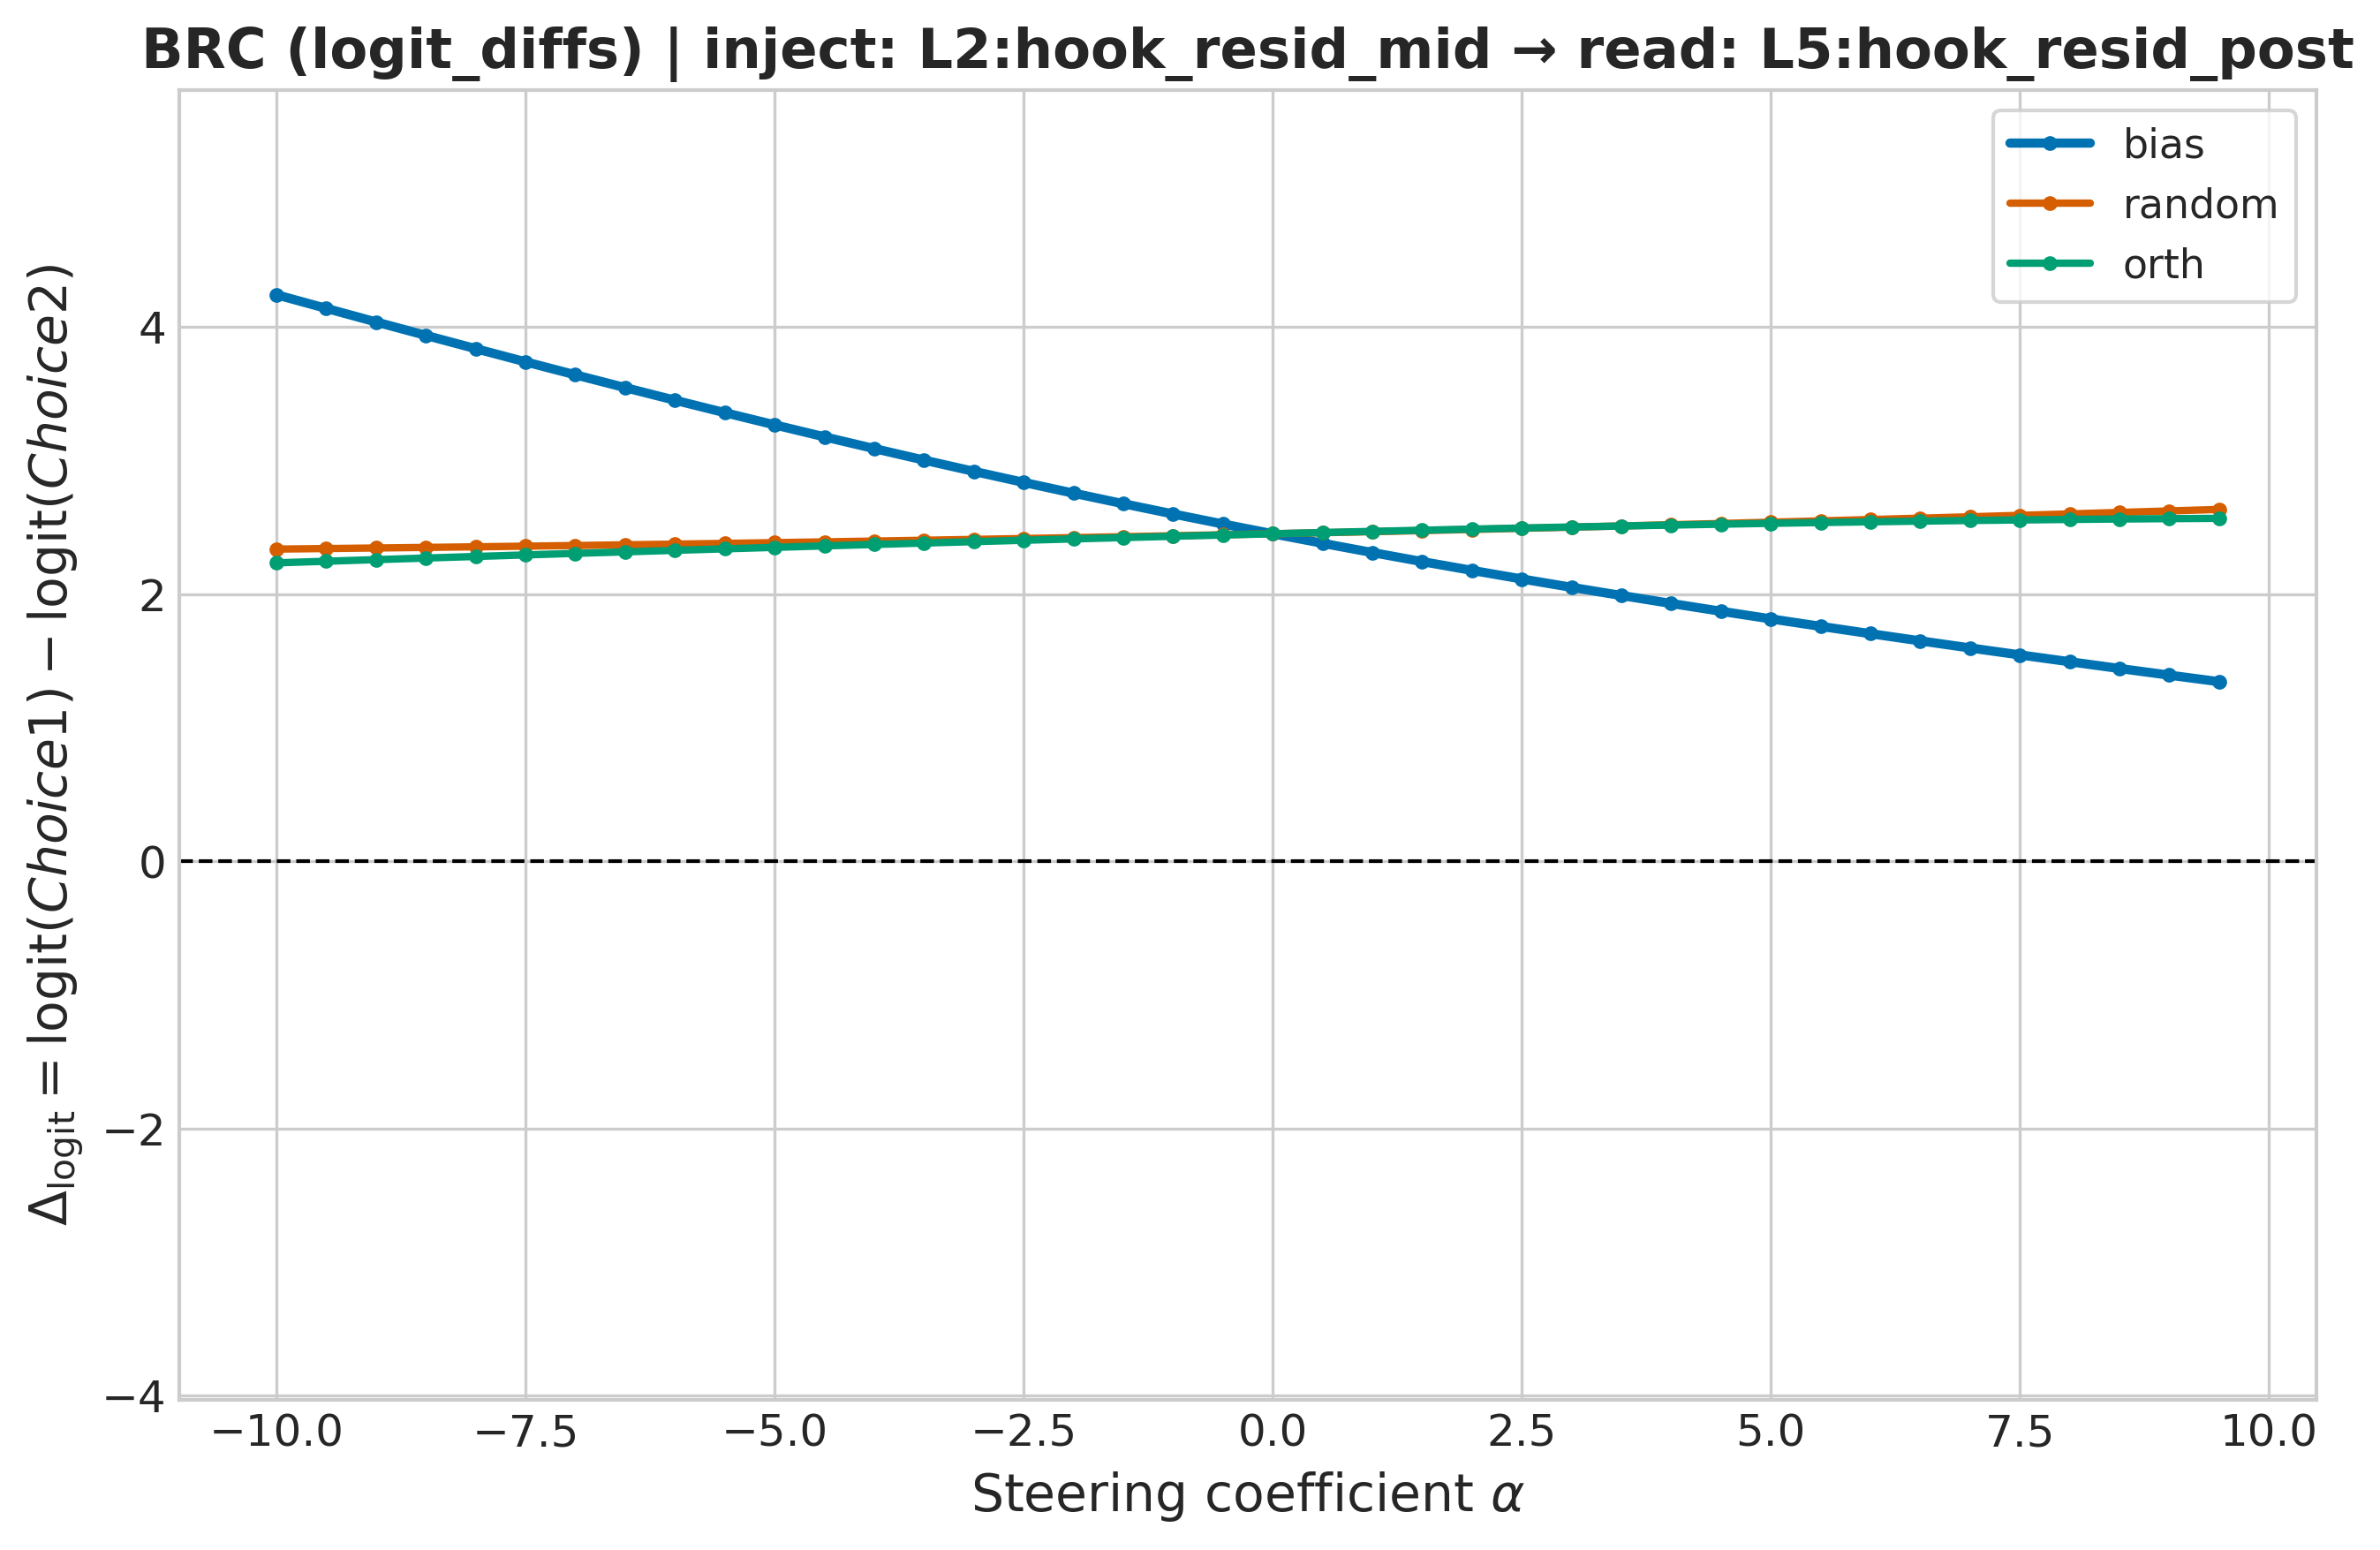 BRC (logit_diffs) | inject: L2:hook_resid_mid → read: L5:hook_resid_post
Δlogit = logit(Choice1) − logit(Choice2)
4
2
0
−2
−4
bias
random
orth
−10.0 −7.5 −5.0 −2.5 0.0 2.5 5.0 7.5 10.0
Steering coefficient α